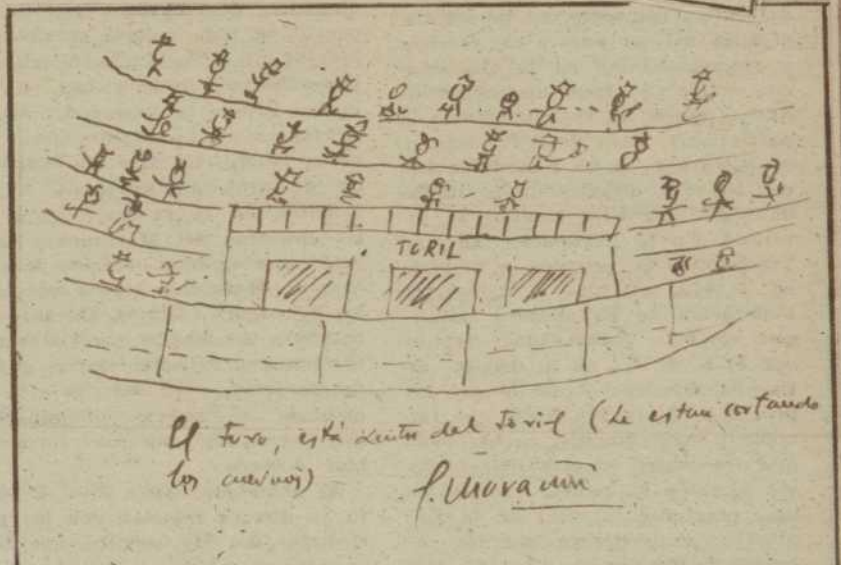 TORIL
El toro, está dentro del toril (Le estan cortando
los cuernos)